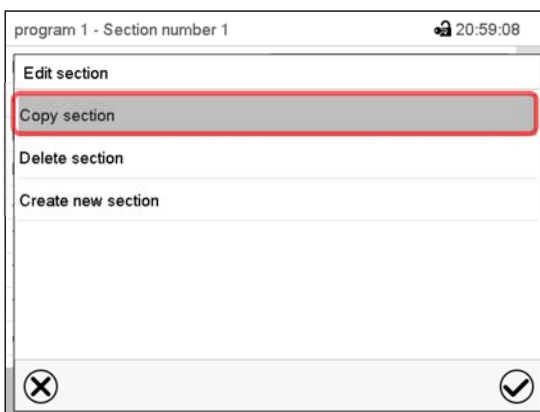 program 1 - Section number 1 20:59:08
Edit section
Copy section
Delete section
Create new section